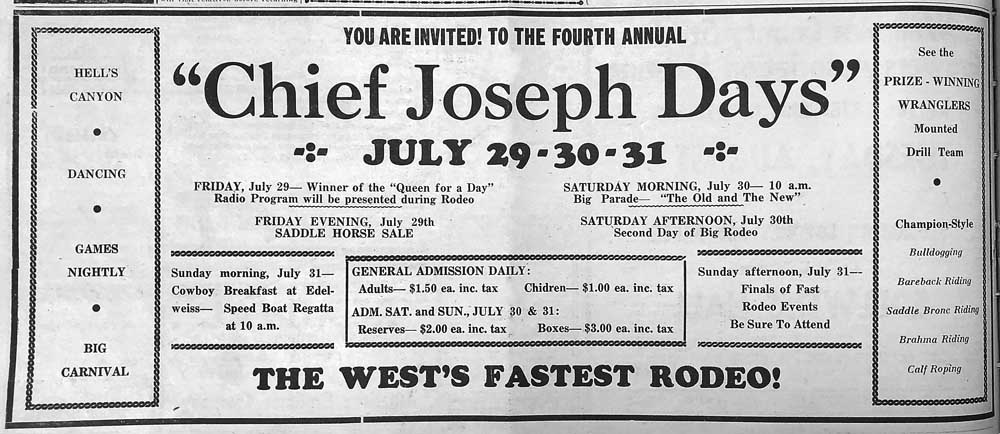 YOU ARE INVITED! TO THE FOURTH ANNUAL
"Chief Joseph Days"
JULY 29-30-31
HELL'S
CANYON
DANCING
GAMES
NIGHTLY
BIG
CARNIVAL
FRIDAY, July 29— Winner of the "Queen for a Day"
Radio Program will be presented during Rodeo
FRIDAY EVENING, July 29th
SADDLE HORSE SALE
SATURDAY MORNING, July 30— 10 a.m.
Big Parade— "The Old and The New"
SATURDAY AFTERNOON, July 30th
Second Day of Big Rodeo
Sunday morning, July 31—
Cowboy Breakfast at Edel-
weiss— Speed Boat Regatta
at 10 a.m.
GENERAL ADMISSION DAILY:
Adults— $1.50 ea. inc. tax Chidren— $1.00 ea. inc. tax
ADM. SAT. and SUN., JULY 30 & 31:
Reserves— $2.00 ea. inc. tax Boxes— $3.00 ea. inc. tax
Sunday afternoon, July 31—
Finals of Fast
Rodeo Events
Be Sure To Attend
THE WEST'S FASTEST RODEO!
See the
PRIZE - WINNING
WRANGLERS
Mounted
Drill Team
Champion-Style
Bulldogging
Bareback Riding
Saddle Bronc Riding
Brahma Riding
Calf Roping